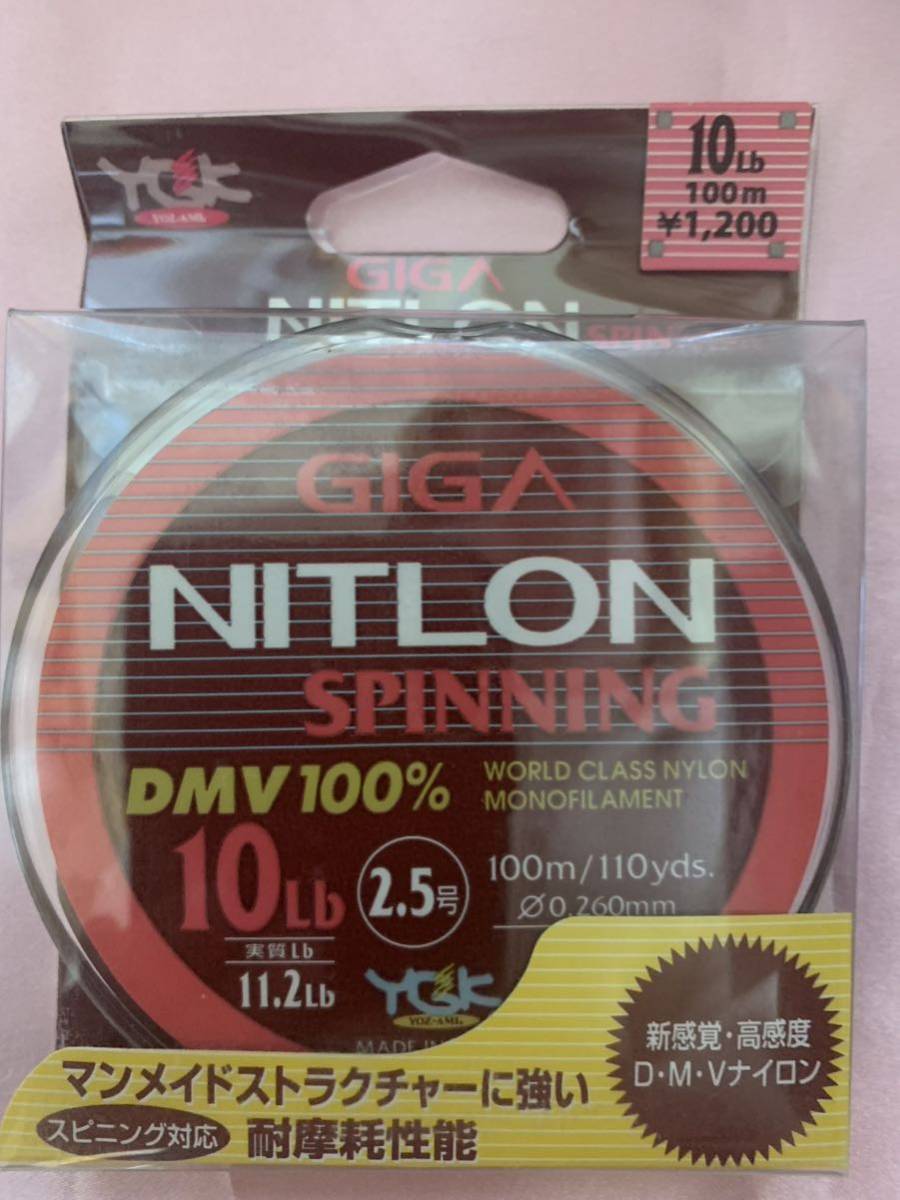 YGK
YOZ-AMI.
10Lb
100m
¥1,200
GIGA
NITLON
SPIN
GIGA
NITLON
SPINNING
DMV 100%
WORLD CLASS NYLON
MONOFILAMENT
10Lb
実質Lb
11.2Lb
2.5号
100m/110yds.
Ø0.260mm
YGK
YOZ-AMI.
MADE IN
新感覚・高感度
D・M・Vナイロン
マンメイドストラクチャーに強い
スピニング対応
耐摩耗性能